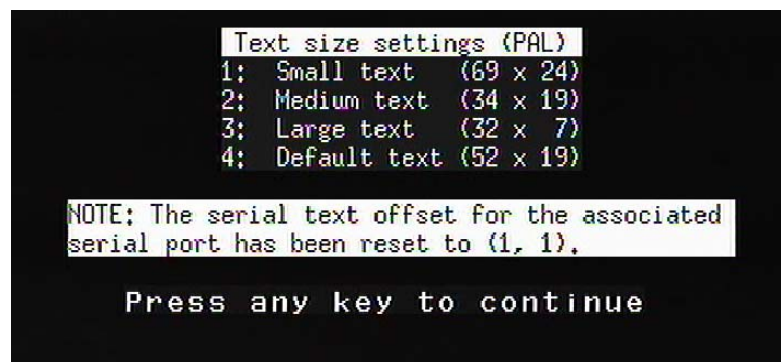 Text size settings (PAL)
1: Small text (69 x 24)
2: Medium text (34 x 19)
3: Large text (32 x 7)
4: Default text (52 x 19)
NOTE: The serial text offset for the associated
serial port has been reset to (1, 1).
Press any key to continue